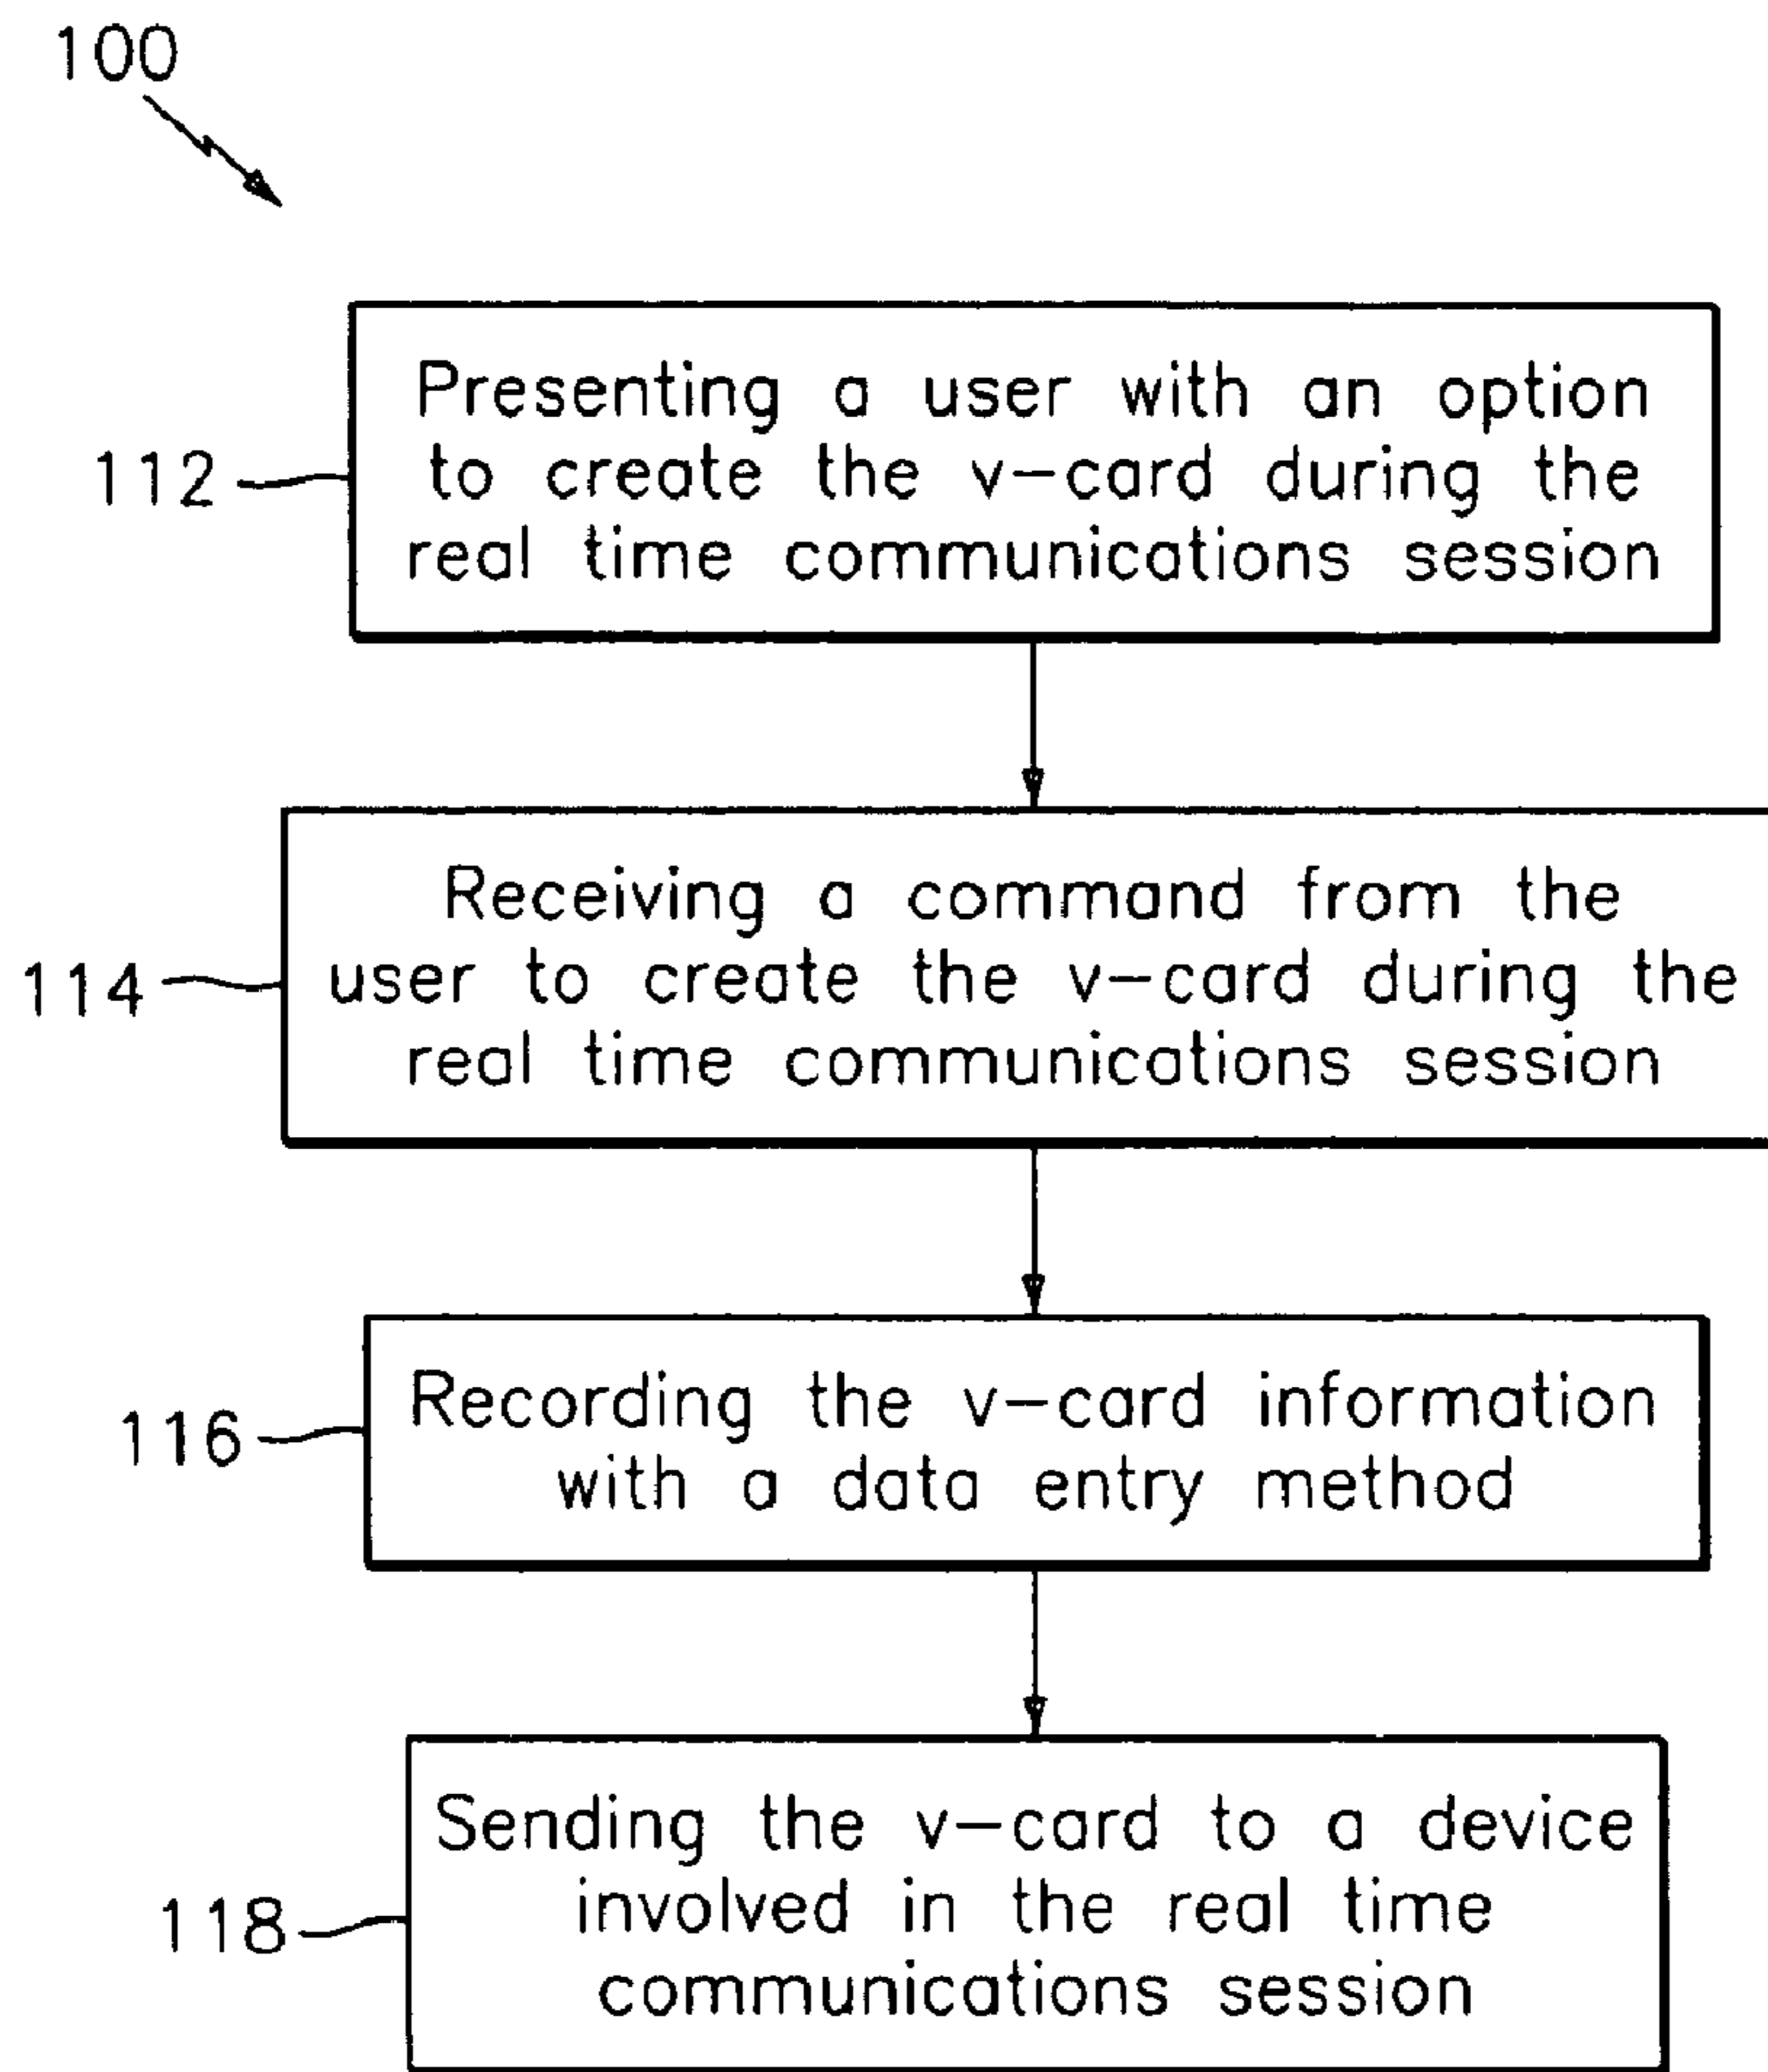 100
Presenting a user with an option
112
to create the v-card during the
real time communications session
Receiving a command from the
114
user to create the v-card during the
real time communications session
Recording the v-card information
116
with a data entry method
Sending the v-card to a device
118
involved in the real time
communications session